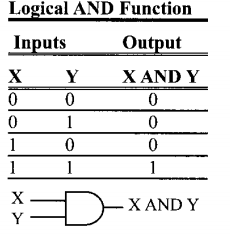 Logical AND Function
Inputs Output
X Y X AND Y
0 0 0
0 1 0
1 0 0
1 1 1
X
X AND Y
Y